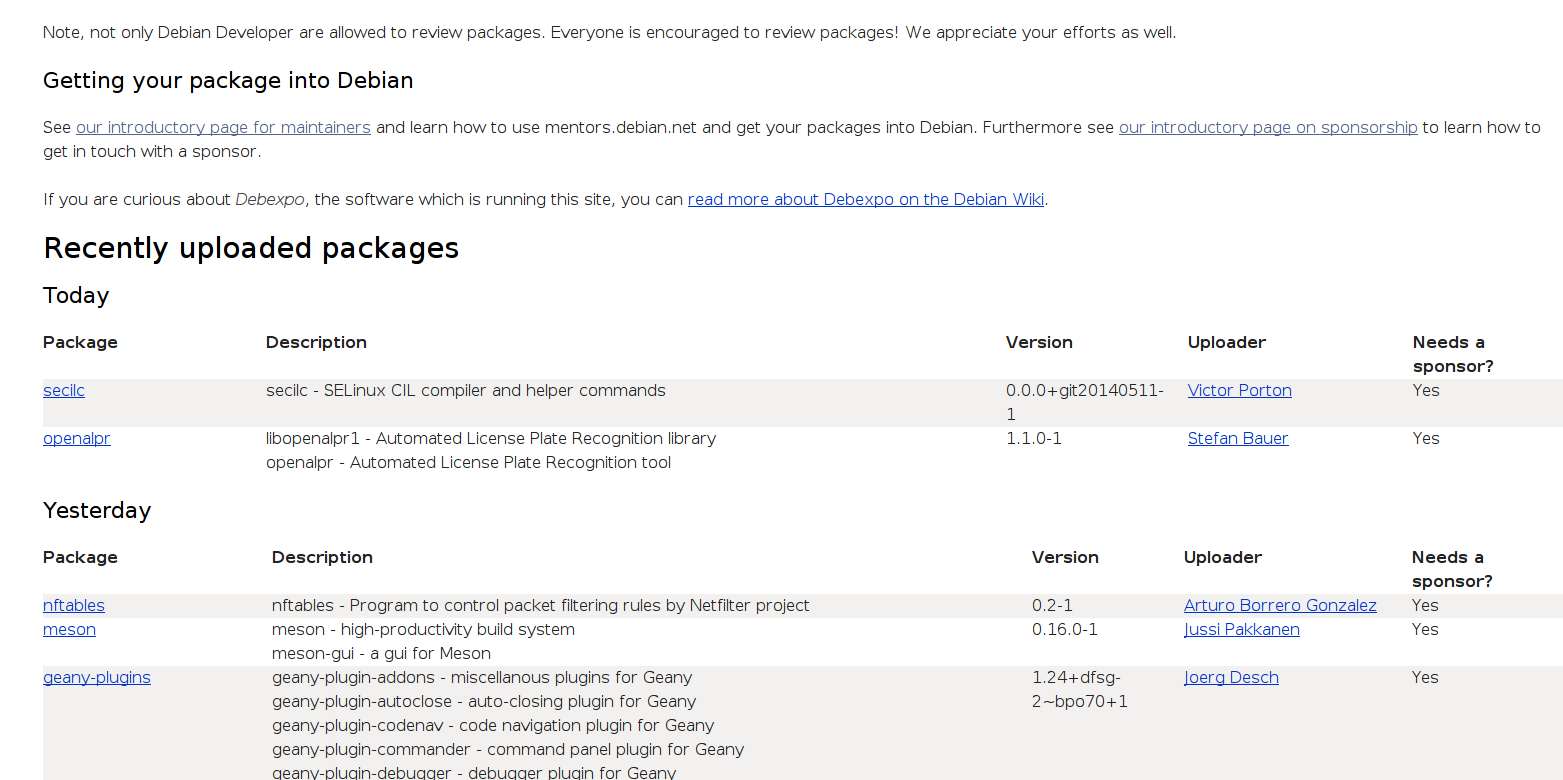 Note, not only Debian Developer are allowed to review packages. Everyone is encouraged to review packages! We appreciate your efforts as well.
Getting your package into Debian
See our introductory page for maintainers and learn how to use mentors.debian.net and get your packages into Debian. Furthermore see our introductory page on sponsorship to learn how to
get in touch with a sponsor.
If you are curious about Debexpo, the software which is running this site, you can read more about Debexpo on the Debian Wiki.
Recently uploaded packages
Today
Package Description Version Uploader Needs a
sponsor?
secilc secilc - SELinux CIL compiler and helper commands 0.0.0+git20140511- Victor Porton Yes
1
openalpr libopenalpr1 - Automated License Plate Recognition library 1.1.0-1 Stefan Bauer Yes
openalpr - Automated License Plate Recognition tool
Yesterday
Package Description Version Uploader Needs a
sponsor?
nftables nftables - Program to control packet filtering rules by Netfilter project 0.2-1 Arturo Borrero Gonzalez Yes
meson meson - high-productivity build system 0.16.0-1 Jussi Pakkanen Yes
meson-gui - a gui for Meson
geany-plugins geany-plugin-addons - miscellanous plugins for Geany 1.24+dfsg- Joerg Desch Yes
geany-plugin-autoclose - auto-closing plugin for Geany 2~bpo70+1
geany-plugin-codenav - code navigation plugin for Geany
geany-plugin-commander - command panel plugin for Geany
geany-plugin-debugger - debugger plugin for Geany